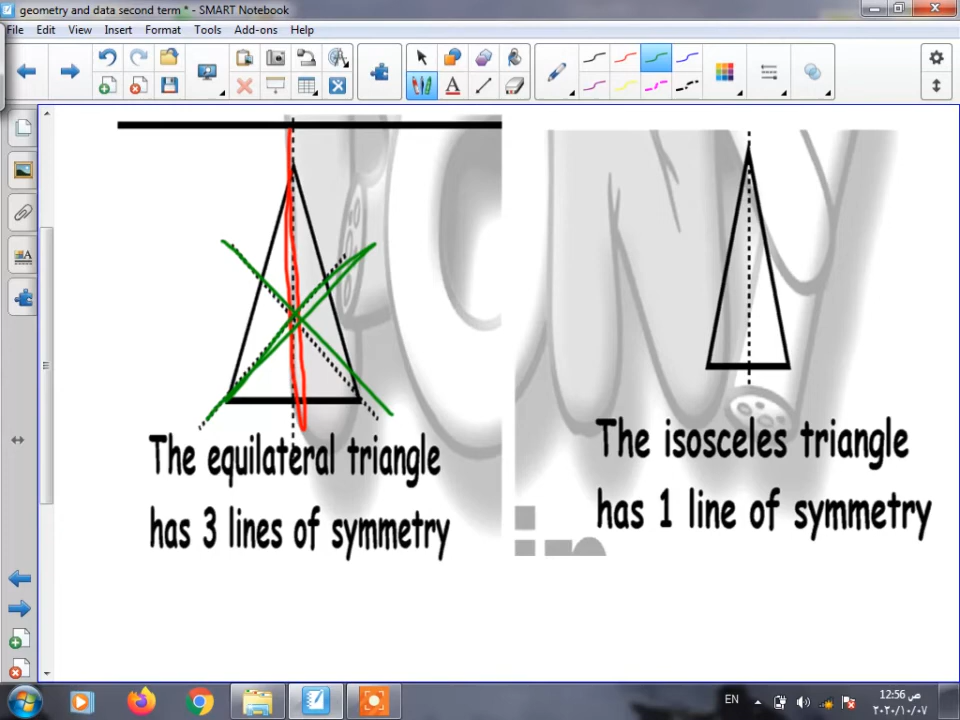 geometry and data second term * - SMART Notebook
File Edit View Insert Format Tools Add-ons Help
The equilateral triangle
has 3 lines of symmetry
The isosceles triangle
has 1 line of symmetry
in
EN
12:56 ص
٢٠٢٠/١٠/٠٧